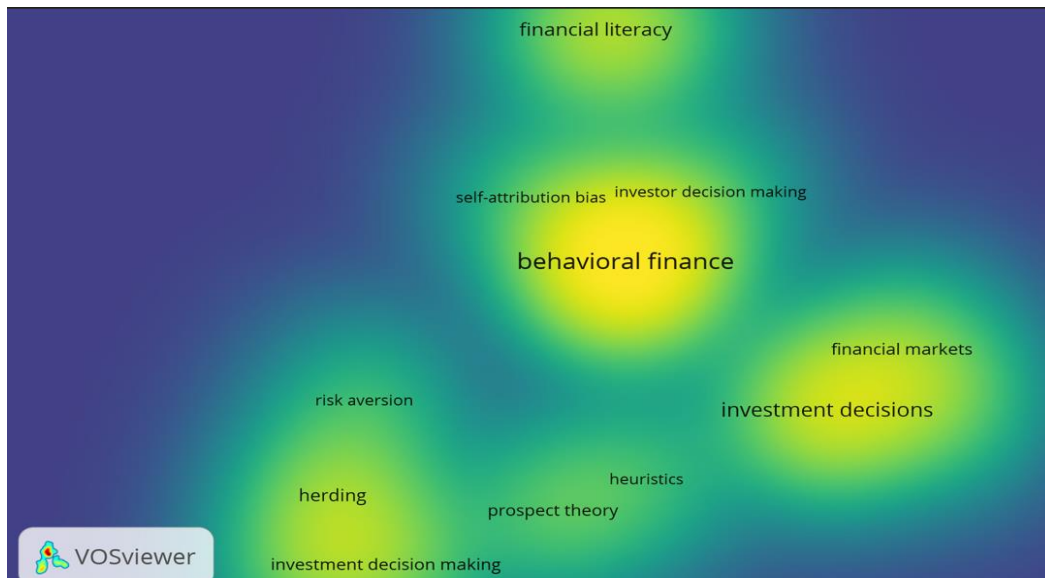 financial literacy
self-attribution bias
investor decision making
behavioral finance
financial markets
risk aversion
investment decisions
heuristics
herding
prospect theory
VOSviewer
investment decision making